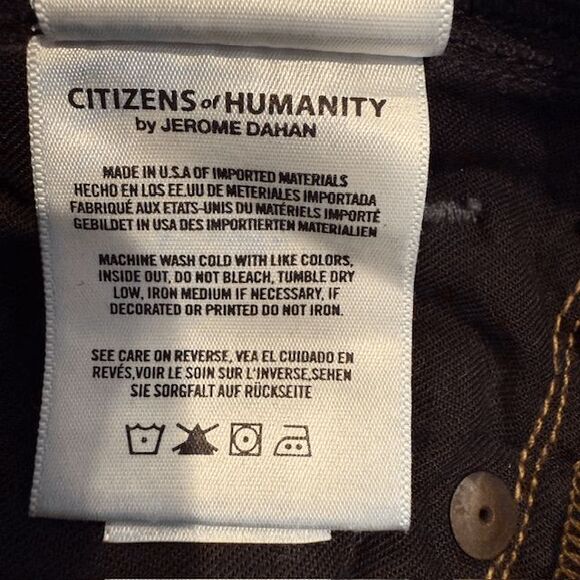 CITIZENS of HUMANITY
by JEROME DAHAN
MADE IN U.S.A OF IMPORTED MATERIALS
HECHO EN LOS EE.UU DE METERIALES IMPORTADA
FABRIQUÉ AUX ETATS-UNIS DU MATÉRIELS IMPORTÉ
GEBILDET IN USA DES IMPORTIERTEN MATERIALIEN
MACHINE WASH COLD WITH LIKE COLORS,
INSIDE OUT, DO NOT BLEACH, TUMBLE DRY
LOW, IRON MEDIUM IF NECESSARY, IF
DECORATED OR PRINTED DO NOT IRON.
SEE CARE ON REVERSE, VEA EL CUIDADO EN
REVÉS,VOIR LE SOIN SUR L'INVERSE,SEHEN
SIE SORGFALT AUF RÜCKSEITE